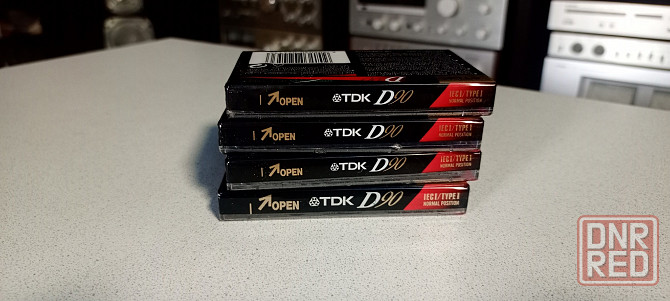 OPEN TDK D90 IEC I / TYPE I
NORMAL POSITION
OPEN TDK D90 IEC I / TYPE I
NORMAL POSITION
OPEN TDK D90 IEC I / TYPE I
NORMAL POSITION
OPEN TDK D90 IEC I / TYPE I
NORMAL POSITION
DNR
RED